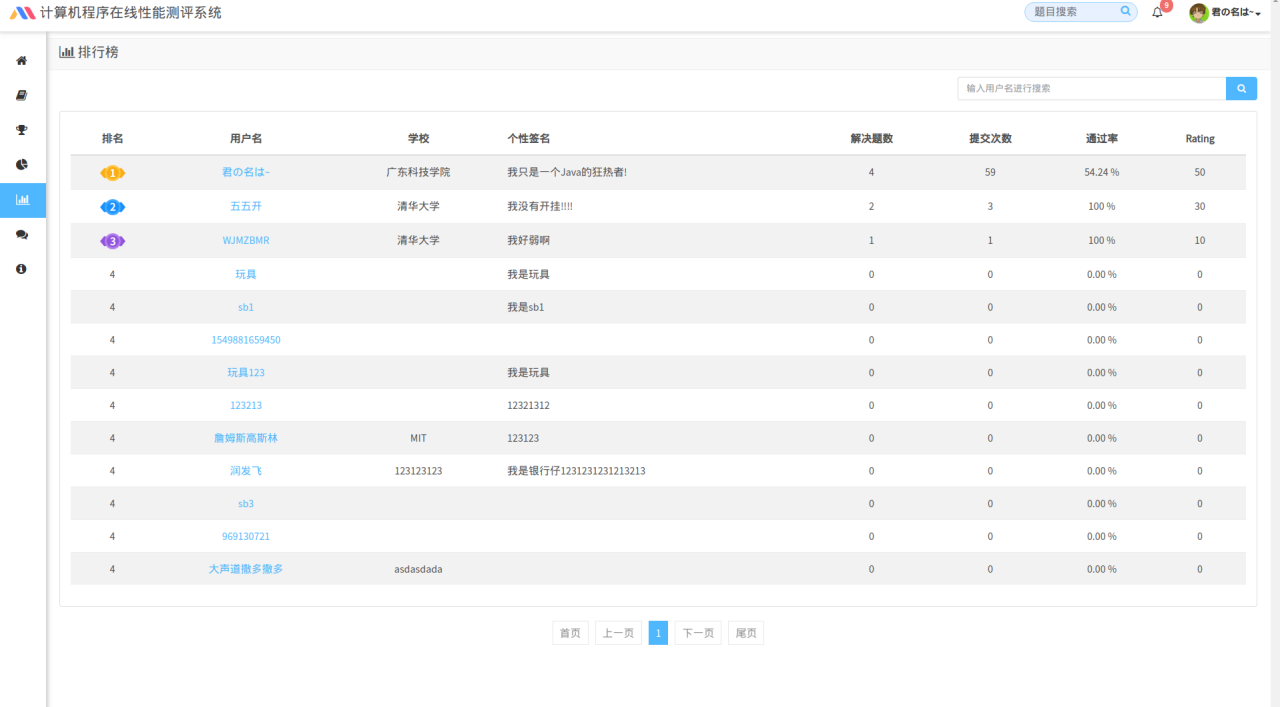 计算机程序在线性能测评系统 题目搜索 9 君の名は~
排行榜
输入用户名进行搜索
排名 用户名 学校 个性签名 解决题数 提交次数 通过率 Rating
1 君の名は~ 广东科技学院 我只是一个Java的狂热者! 4 59 54.24 % 50
2 五五开 清华大学 我没有开挂!!!! 2 3 100 % 30
3 WJMZBMR 清华大学 我好弱啊 1 1 100 % 10
4 玩具 我是玩具 0 0 0.00 % 0
4 sb1 我是sb1 0 0 0.00 % 0
4 1549881659450 0 0 0.00 % 0
4 玩具123 我是玩具 0 0 0.00 % 0
4 123213 12321312 0 0 0.00 % 0
4 詹姆斯高斯林 MIT 123123 0 0 0.00 % 0
4 润发飞 123123123 我是银行仔1231231231213213 0 0 0.00 % 0
4 sb3 0 0 0.00 % 0
4 969130721 0 0 0.00 % 0
4 大声道撒多撒多 asdasdada 0 0 0.00 % 0
首页 上一页 1 下一页 尾页